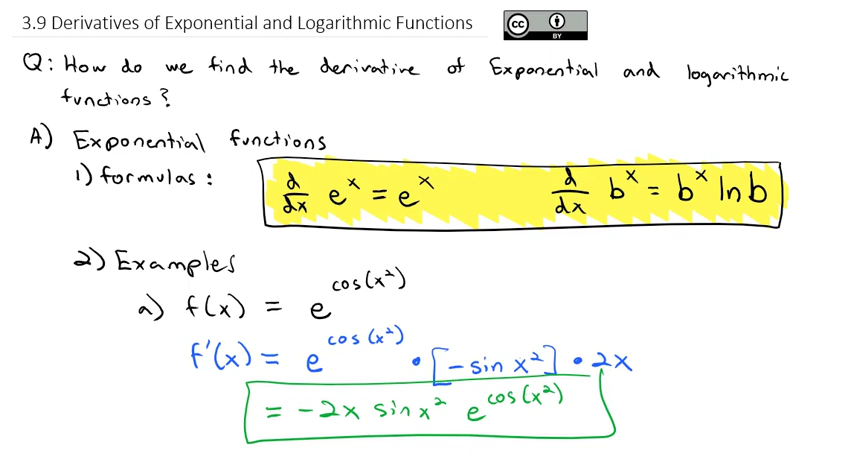 3.9 Derivatives of Exponential and Logarithmic Functions cc BY
Q: How do we find the derivative of Exponential and logarithmic
functions?
A) Exponential functions
1) formulas: d/dx e^x = e^x d/dx b^x = b^x ln b
2) Examples
a) f(x) = e^cos(x²)
f'(x) = e^cos(x²) • [-sin x²] • 2x
= -2x sin x² e^cos(x²)